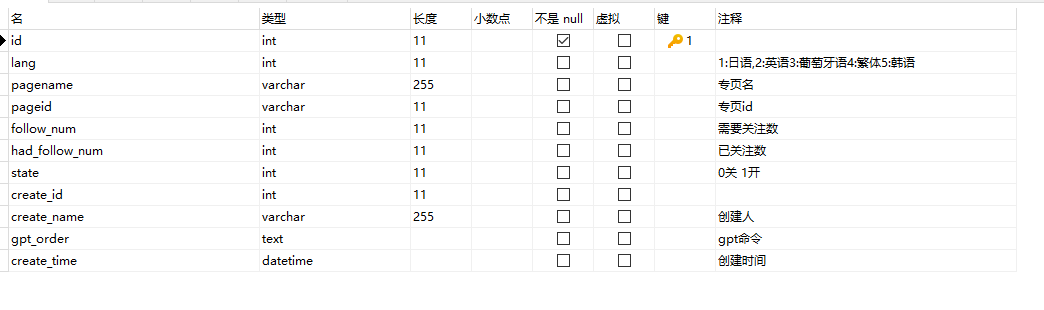 名 类型 长度 小数点 不是 null 虚拟 键 注释
id int 11 1
lang int 11 1:日语,2:英语3:葡萄牙语4:繁体5:韩语
pagename varchar 255 专页名
pageid varchar 11 专页id
follow_num int 11 需要关注数
had_follow_num int 11 已关注数
state int 11 0关 1开
create_id int 11
create_name varchar 255 创建人
gpt_order text gpt命令
create_time datetime 创建时间